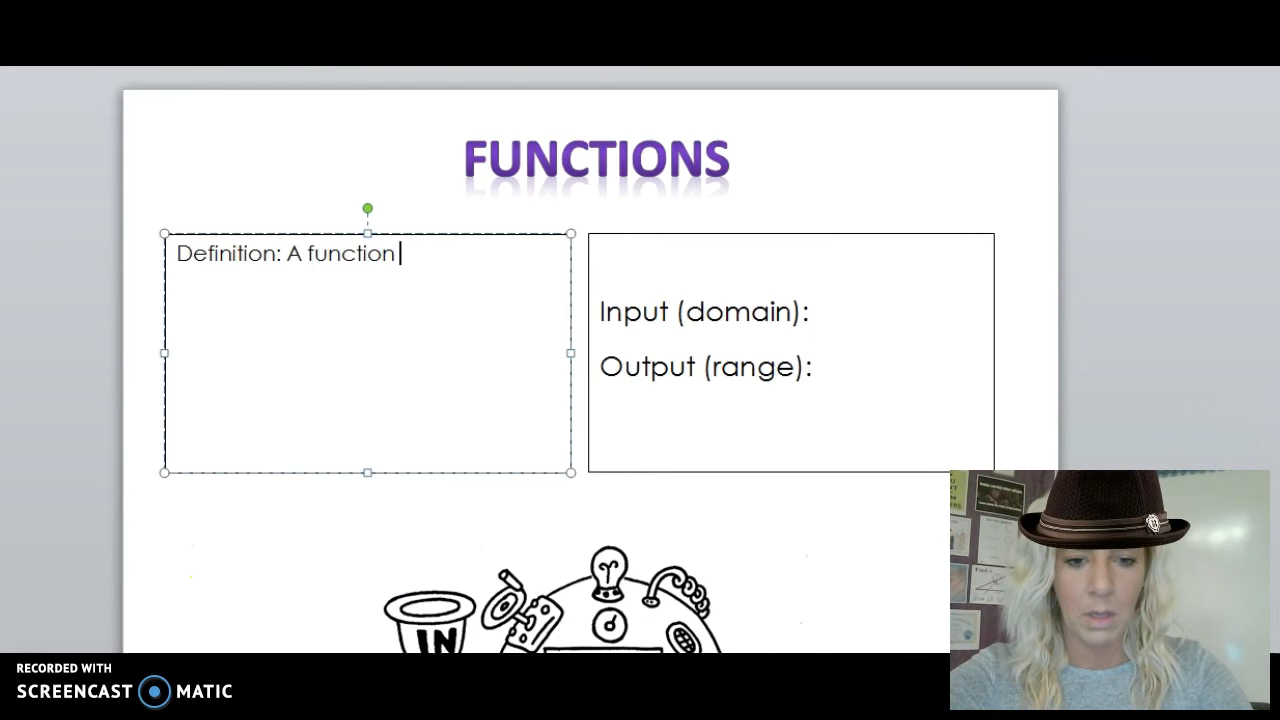 FUNCTIONS
Definition: A function
Input (domain):
Output (range):
IN
RECORDED WITH
SCREENCAST MATIC